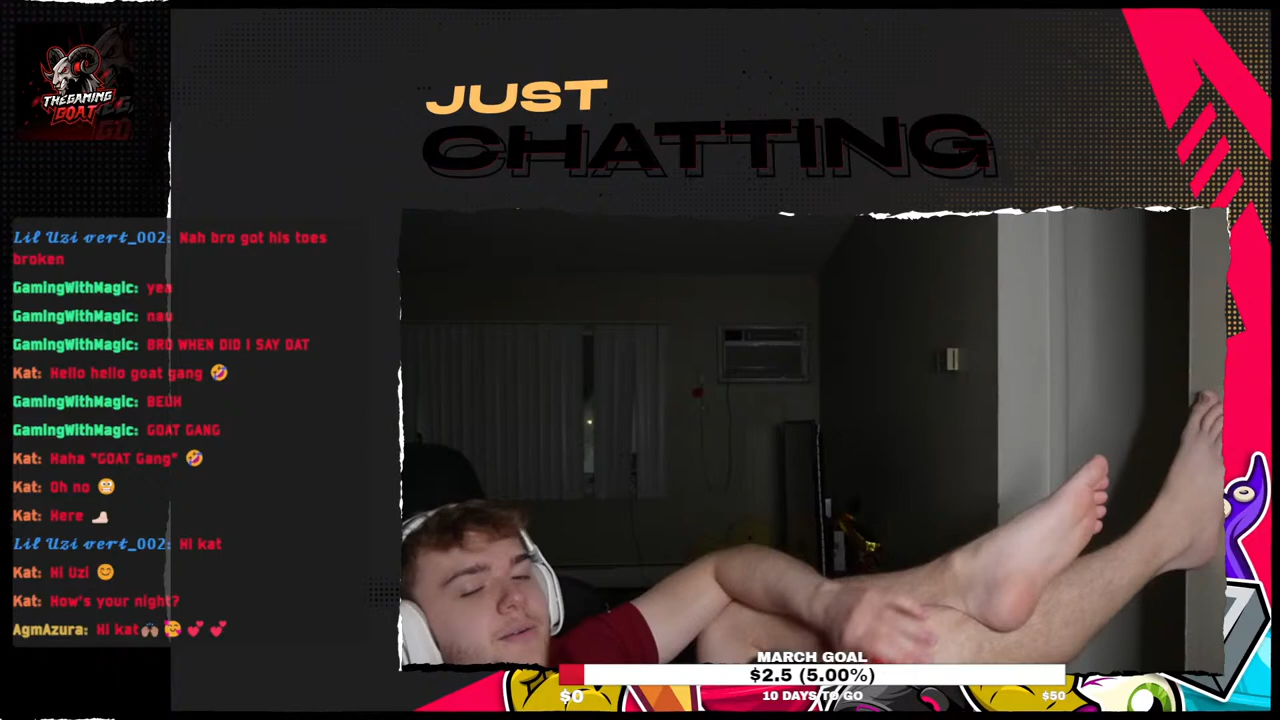 JUST
CHATTING
THEGAMING
GOAT
Lil Uzi vert_002: Nah bro got his toes
broken
GamingWithMagic: yea
GamingWithMagic: nau
GamingWithMagic: BRO WHEN DID I SAY DAT
Kat: Hello hello goat gang 🤣
GamingWithMagic: BEUH
GamingWithMagic: GOAT GANG
Kat: Haha "GOAT Gang" 🤣
Kat: Oh no 😬
Kat: Here 🦶🏻
Lil Uzi vert_002: Hi kat
Kat: Hi Uzi 😊
Kat: How's your night?
AgmAzura: Hi kat🙌🏽 🥰 💕 💕
MARCH GOAL
$2.5 (5.00%)
$0
10 DAYS TO GO
$50